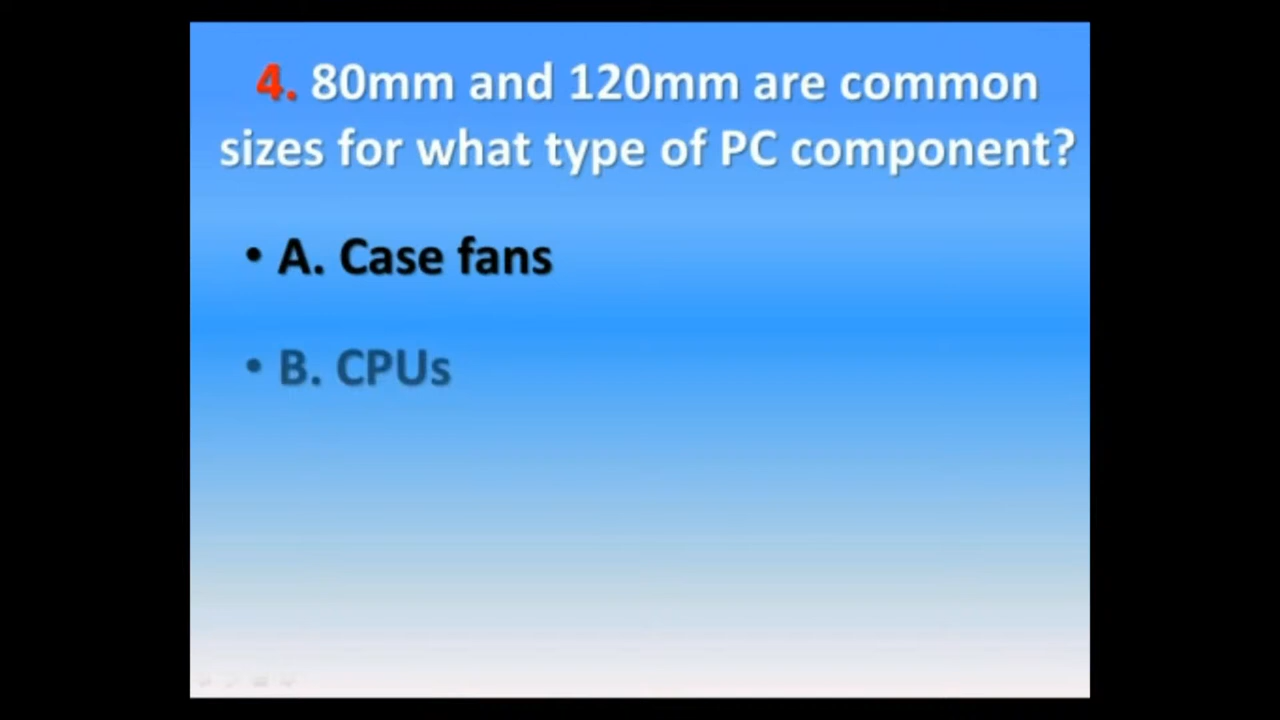 4. 80mm and 120mm are common
sizes for what type of PC component?
• A. Case fans
• B. CPUs